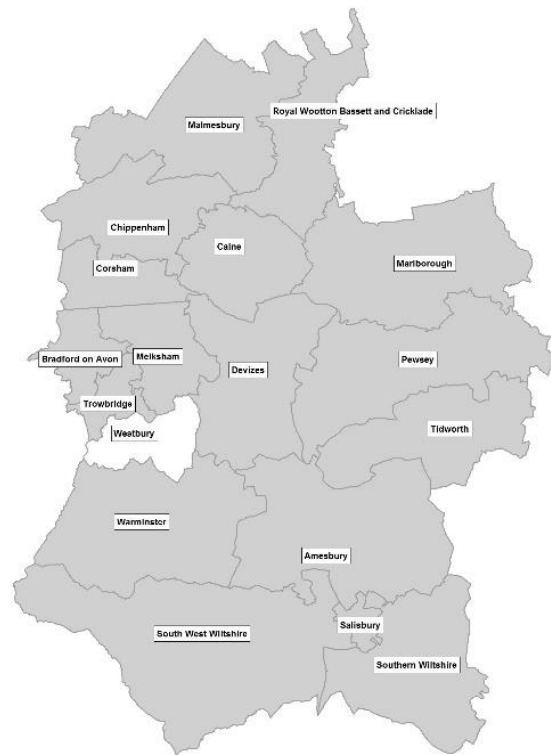 Royal Wootton Bassett and Cricklade
Malmesbury
Chippenham
Calne
Corsham
Marlborough
Bradford on Avon
Melksham
Devizes
Pewsey
Trowbridge
Westbury
Tidworth
Warminster
Amesbury
South West Wiltshire
Salisbury
Southern Wiltshire